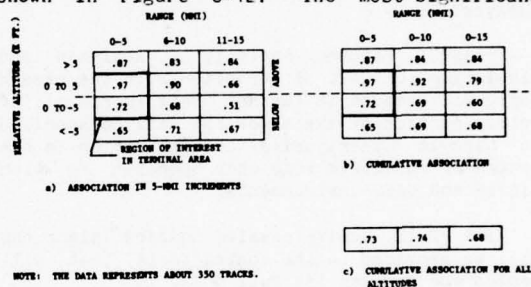 shown in Figure
The most significant
RANGE (NMI)
0-5 6-10 11-15
RELATIVE ALTITUDE (K FT.)
> 5 .87 .83 .84
0 TO 5 .97 .90 .66
0 TO -5 .72 .68 .51
< -5 .65 .71 .67
ABOVE
BELOW
REGION OF INTEREST
IN TERMINAL AREA
a) ASSOCIATION IN 5-NMI INCREMENTS
RANGE (NMI)
0-5 0-10 0-15
.87 .84 .84
.97 .92 .79
.72 .69 .60
.65 .69 .68
b) CUMULATIVE ASSOCIATION
.73 .74 .68
NOTE: THE DATA REPRESENTS ABOUT 350 TRACKS.
c) CUMULATIVE ASSOCIATION FOR ALL
ALTITUDES